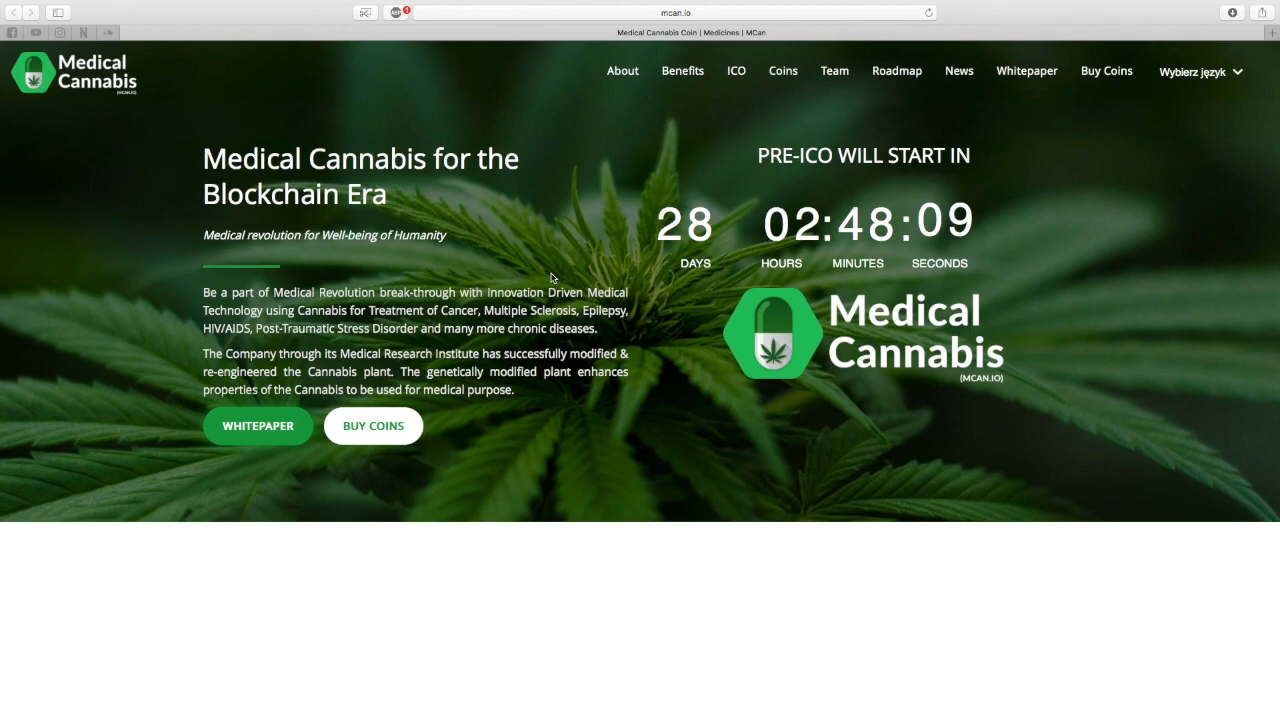 mcan.io
Medical Cannabis Coin | Medicines | MCan
Medical
Cannabis
(MCAN.IO)
About Benefits ICO Coins Team Roadmap News Whitepaper Buy Coins Wybierz język
Medical Cannabis for the
Blockchain Era
Medical revolution for Well-being of Humanity
Be a part of Medical Revolution break-through with Innovation Driven Medical
Technology using Cannabis for Treatment of Cancer, Multiple Sclerosis, Epilepsy,
HIV/AIDS, Post-Traumatic Stress Disorder and many more chronic diseases.
The Company through its Medical Research Institute has successfully modified &
re-engineered the Cannabis plant. The genetically modified plant enhances
properties of the Cannabis to be used for medical purpose.
WHITEPAPER BUY COINS
PRE-ICO WILL START IN
28 02:48:09
DAYS HOURS MINUTES SECONDS
Medical
Cannabis
(MCAN.IO)